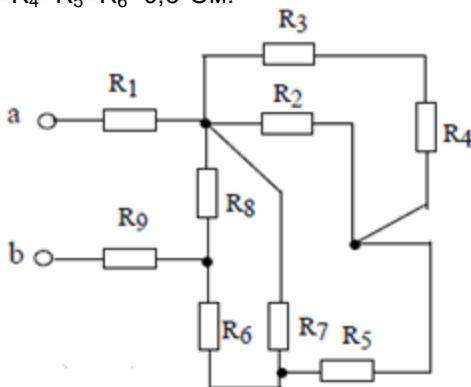 R₄=R₅=R₆=0,5 Ом.
R₃
R₁
R₂
a
R₄
R₈
R₉
b
R₆
R₇
R₅